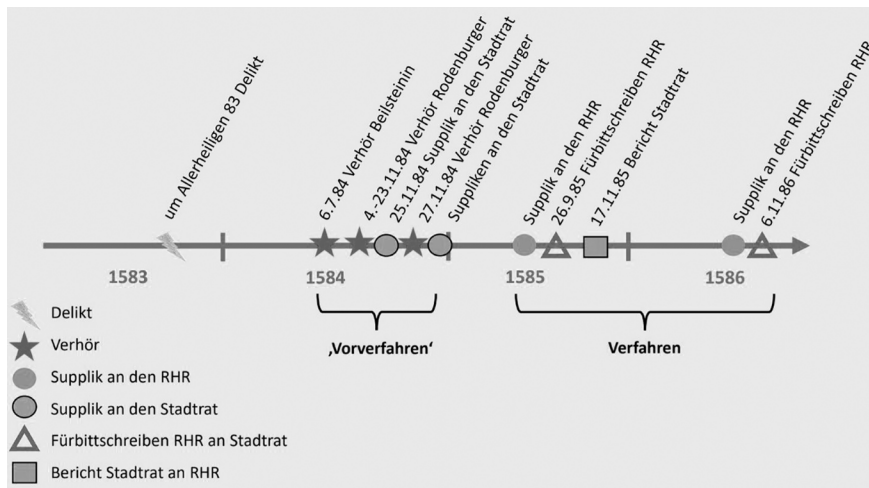 um Allerheiligen 83 Delikt
6.7.84 Verhör Beilsteinin
4.-23.11.84 Verhör Rodenburger
25.11.84 Supplik an den Stadtrat
27.11.84 Verhör Rodenburger
Suppliken an den Stadtrat
Supplik an den RHR
26.9.85 Fürbittschreiben RHR
17.11.85 Bericht Stadtrat
Supplik an den RHR
6.11.86 Fürbittschreiben RHR
1583
1584
1585
1586
‚Vorverfahren‘
Verfahren
Delikt
Verhör
Supplik an den RHR
Supplik an den Stadtrat
Fürbittschreiben RHR an Stadtrat
Bericht Stadtrat an RHR